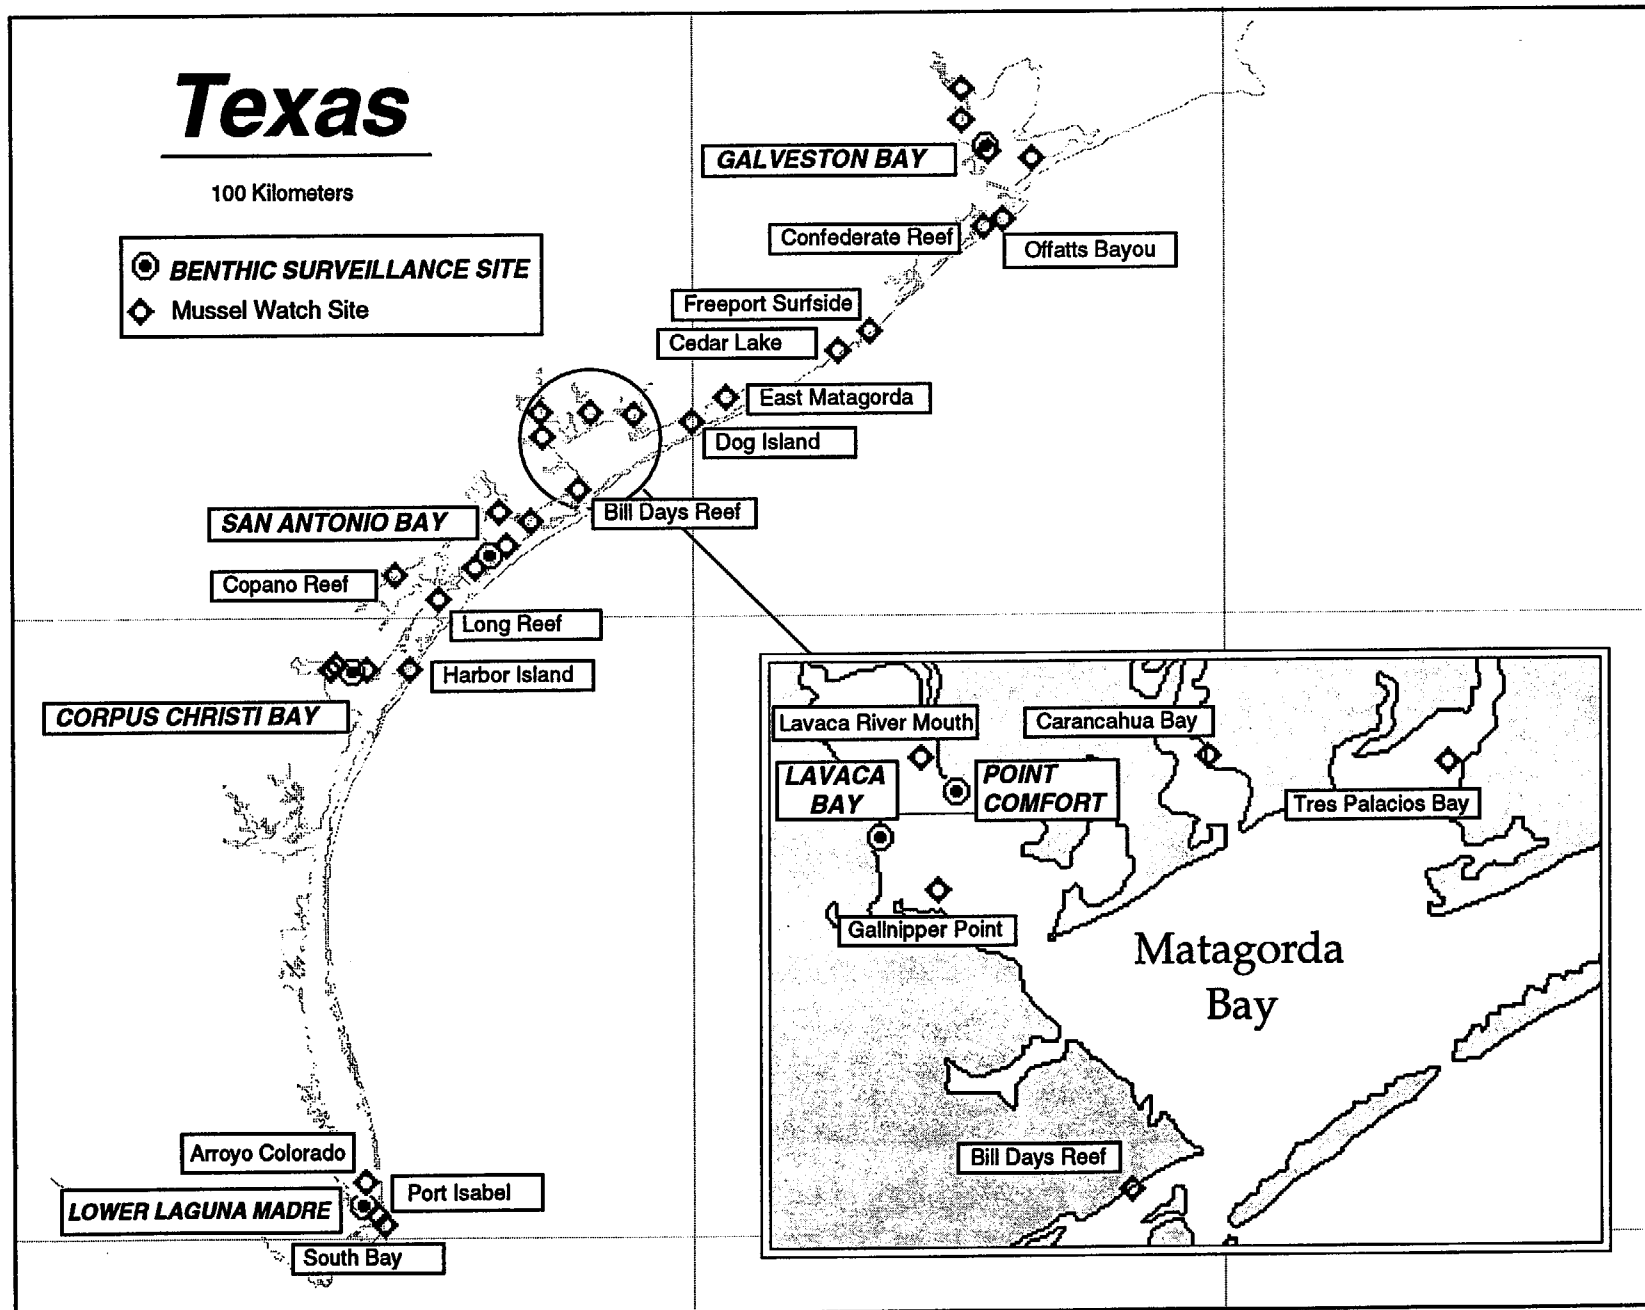 Texas
100 Kilometers
BENTHIC SURVEILLANCE SITE
Mussel Watch Site
GALVESTON BAY
Confederate Reef
Offatts Bayou
Freeport Surfside
Cedar Lake
East Matagorda
Dog Island
Bill Days Reef
SAN ANTONIO BAY
Copano Reef
Long Reef
Harbor Island
CORPUS CHRISTI BAY
Lavaca River Mouth
Carancahua Bay
LAVACA
BAY
POINT
COMFORT
Tres Palacios Bay
Gallnipper Point
Matagorda
Bay
Bill Days Reef
Arroyo Colorado
Port Isabel
LOWER LAGUNA MADRE
South Bay